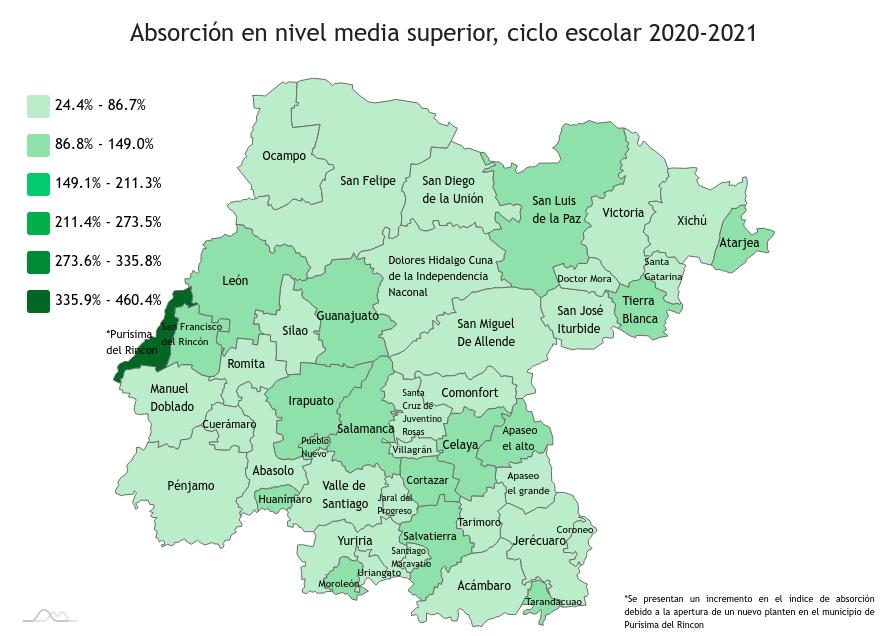 Absorción en nivel media superior, ciclo escolar 2020-2021
24.4% - 86.7%
86.8% - 149.0%
149.1% - 211.3%
211.4% - 273.5%
273.6% - 335.8%
335.9% - 460.4%
Ocampo
San Felipe
San Diego
de la Unión
San Luis
de la Paz
Victoria
Xichú
Atarjea
Santa
Catarina
Doctor Mora
Tierra
Blanca
San José
Iturbide
Dolores Hidalgo Cuna
de la Independencia
Naconal
León
Guanajuato
Silao
San Miguel
De Allende
San Francisco
del Rincón
*Purisima
del Rincon
Romita
Manuel
Doblado
Cuerámaro
Irapuato
Pueblo
Nuevo
Salamanca
Santa
Cruz de
Juventino
Rosas
Comonfort
Villagrán
Celaya
Apaseo
el alto
Apaseo
el grande
Cortazar
Pénjamo
Abasolo
Huanimaro
Valle de
Santiago
Jaral del
Progreso
Tarimoro
Salvatierra
Jerécuaro
Coroneo
Yuriria
Santiago
Maravatio
Uriangato
Moroleón
Acámbaro
Tarandacuao
*Se presentan un incremento en el indice de absorción
debido a la apertura de un nuevo planten en el municipio de
Purisima del Rincon